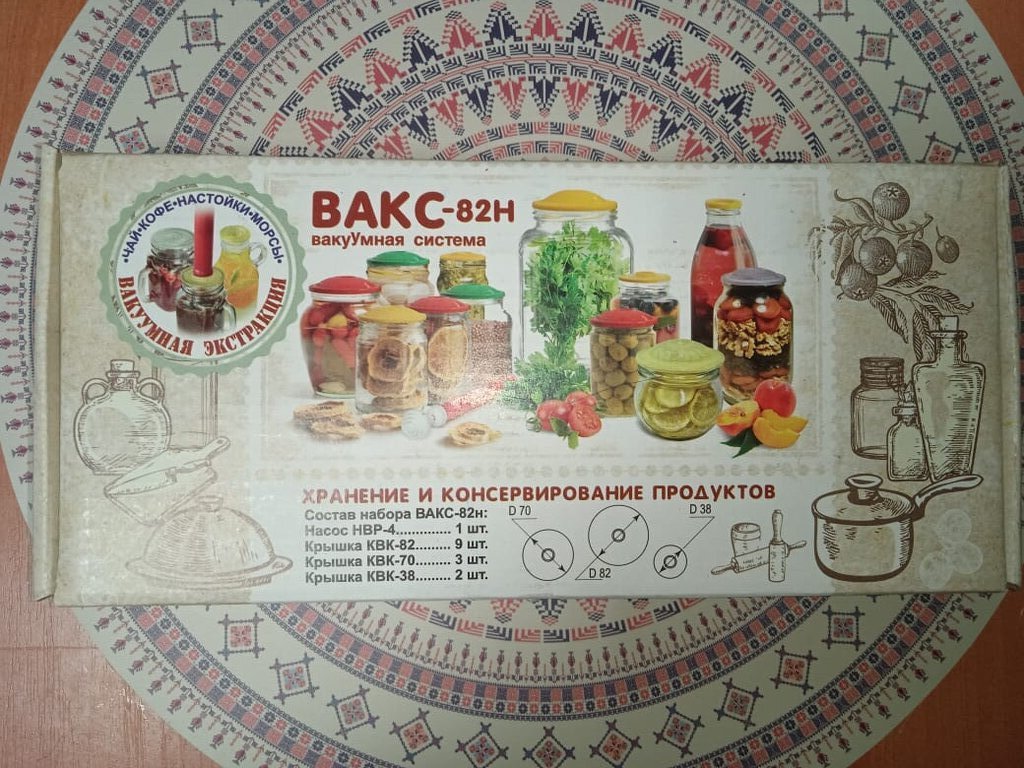 •ЧАЙ•КОФЕ•НАСТОЙКИ•МОРСЫ•
ВАКУУМНАЯ ЭКСТРАКЦИЯ
ВАКС-82Н
вакуУмная система
ХРАНЕНИЕ И КОНСЕРВИРОВАНИЕ ПРОДУКТОВ
Состав набора ВАКС-82н:
Насос НВР-4.............. 1 шт.
Крышка КВК-82......... 9 шт.
Крышка КВК-70......... 3 шт.
Крышка КВК-38......... 2 шт.
D 70
D 82
D 38